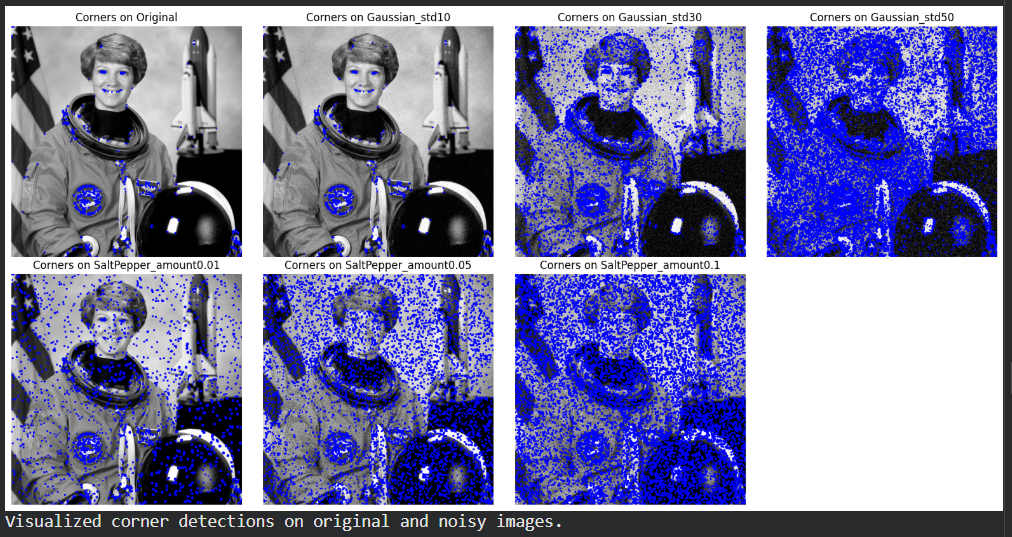 Corners on Original
Corners on Gaussian_std10
Corners on Gaussian_std30
Corners on Gaussian_std50
Corners on SaltPepper_amount0.01
Corners on SaltPepper_amount0.05
Corners on SaltPepper_amount0.1
Visualized corner detections on original and noisy images.